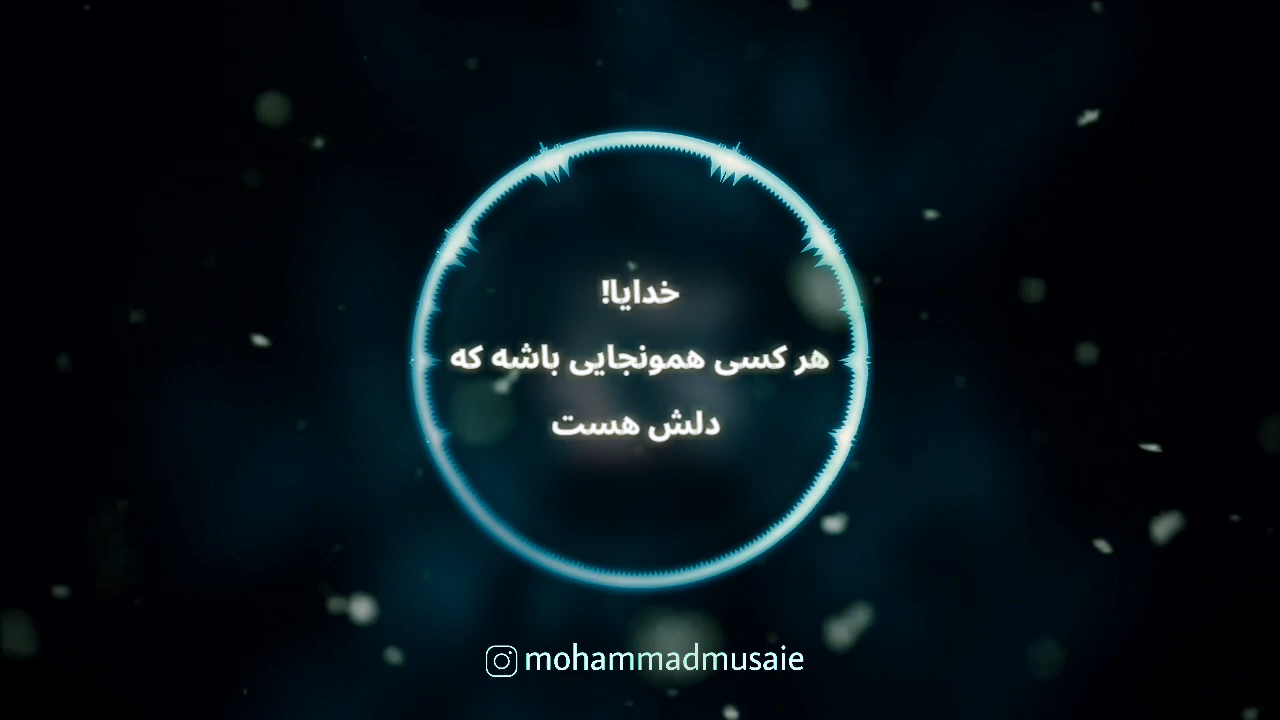 خدایا!
هر کسی همونجایی باشه که
دلش هست
mohammadmusaie